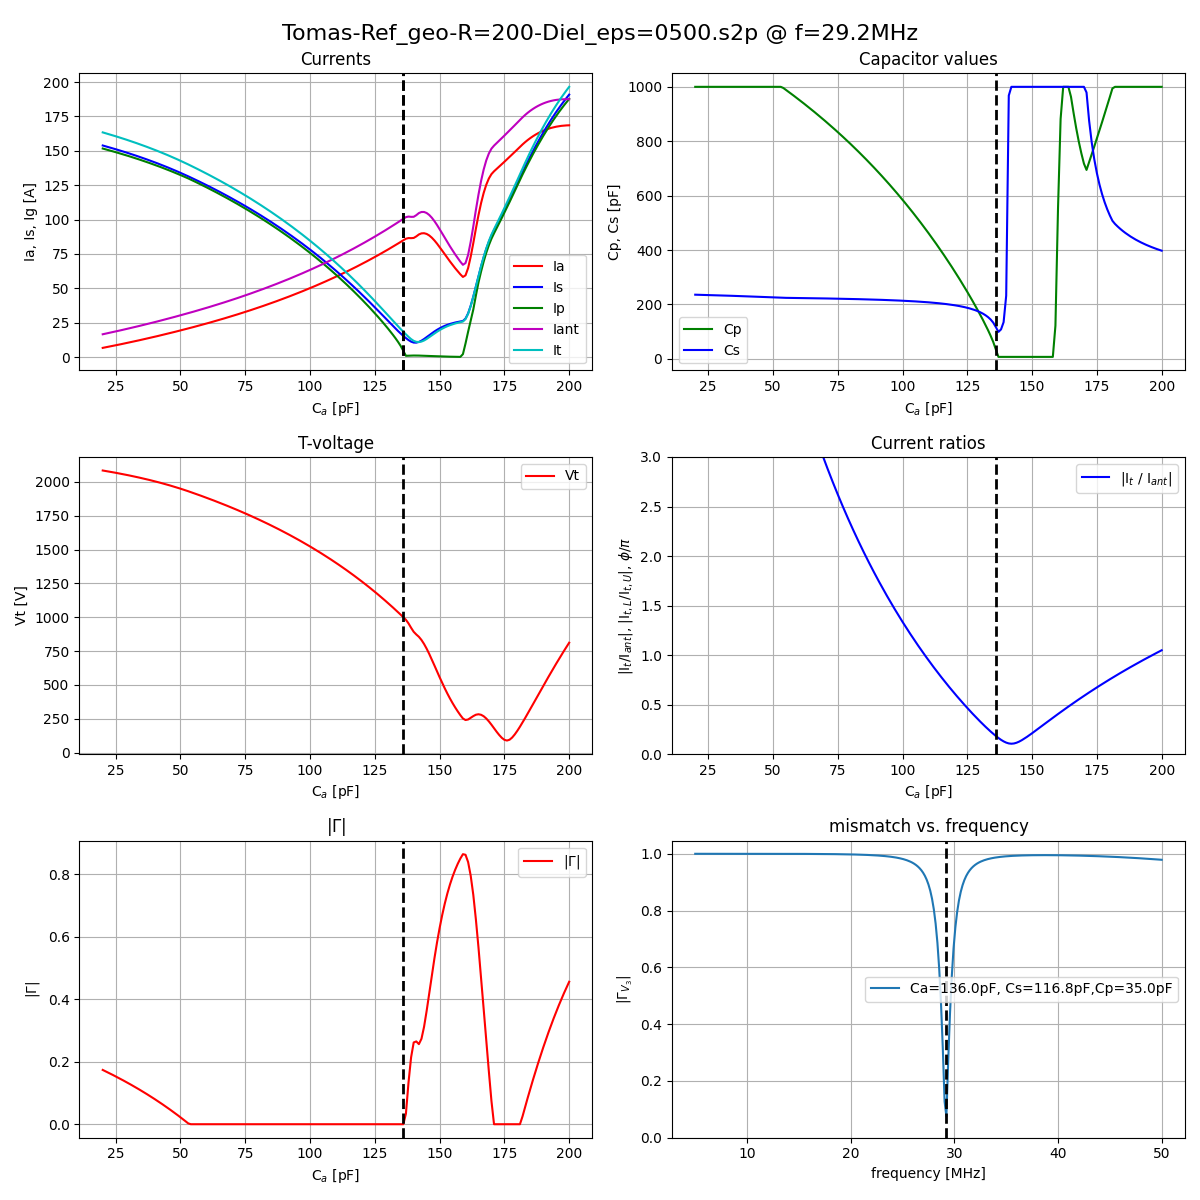 Tomas-Ref_geo-R=200-Diel_eps=0500.s2p @ f=29.2MHz
Currents
Ia, Is, Ig [A]
200
175
150
125
100
75
50
25
0
Ia
Is
Ip
Iant
It
25 50 75 100 125 150 175 200
Cₐ [pF]
Capacitor values
Cp, Cs [pF]
1000
800
600
400
200
0
Cp
Cs
25 50 75 100 125 150 175 200
Cₐ [pF]
T-voltage
Vt [V]
2000
1750
1500
1250
1000
750
500
250
0
Vt
25 50 75 100 125 150 175 200
Cₐ [pF]
Current ratios
|I_t/I_ant|, |I_t,L/I_t,U|, ϕ/π
3.0
2.5
2.0
1.5
1.0
0.5
0.0
|I_t / I_ant|
25 50 75 100 125 150 175 200
Cₐ [pF]
|Γ|
|Γ|
0.8
0.6
0.4
0.2
0.0
|Γ|
25 50 75 100 125 150 175 200
Cₐ [pF]
mismatch vs. frequency
|Γ_V₃|
1.0
0.8
0.6
0.4
0.2
0.0
Ca=136.0pF, Cs=116.8pF,Cp=35.0pF
10 20 30 40 50
frequency [MHz]